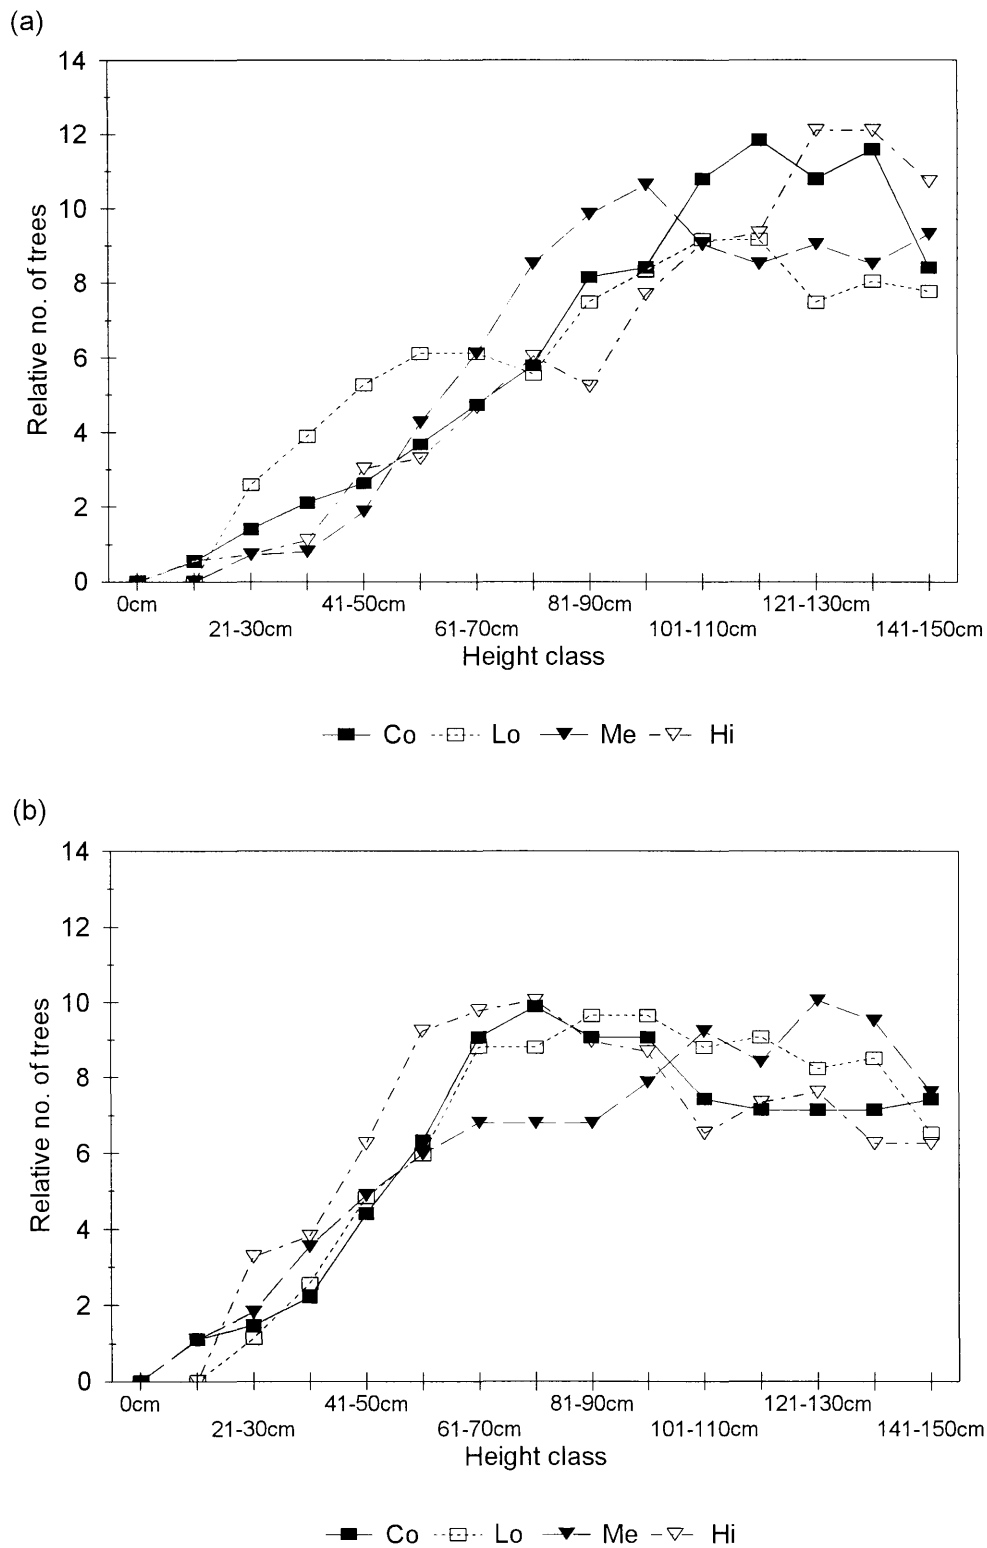 (a)
14
12
10
8
6
4
2
0
Relative no. of trees
0cm 41-50cm 81-90cm 121-130cm
21-30cm 61-70cm 101-110cm 141-150cm
Height class
Co Lo Me Hi
(b)
14
12
10
8
6
4
2
0
Relative no. of trees
0cm 41-50cm 81-90cm 121-130cm
21-30cm 61-70cm 101-110cm 141-150cm
Height class
Co Lo Me Hi